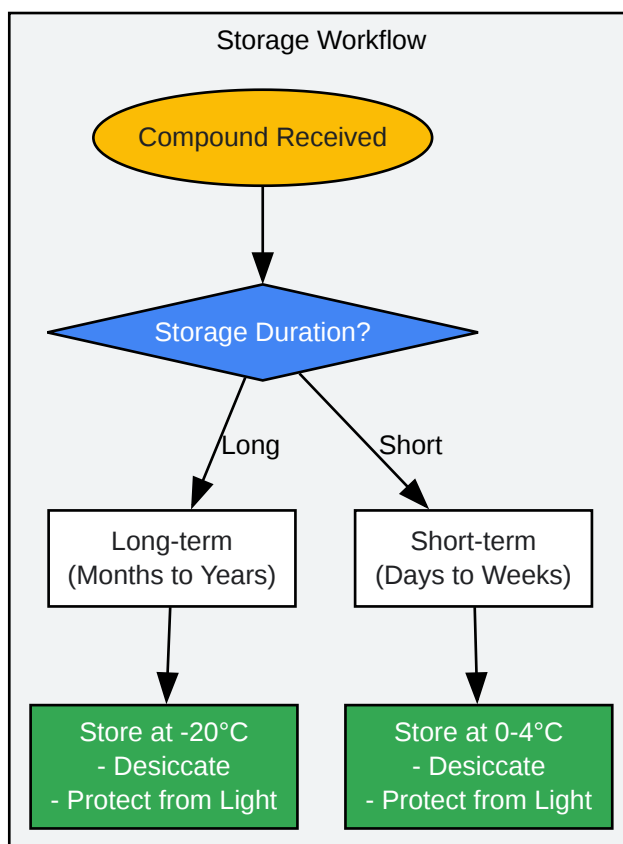 Storage Workflow
Compound Received
Storage Duration?
Long
Short
Long-term
(Months to Years)
Short-term
(Days to Weeks)
Store at -20°C
- Desiccate
- Protect from Light
Store at 0-4°C
- Desiccate
- Protect from Light